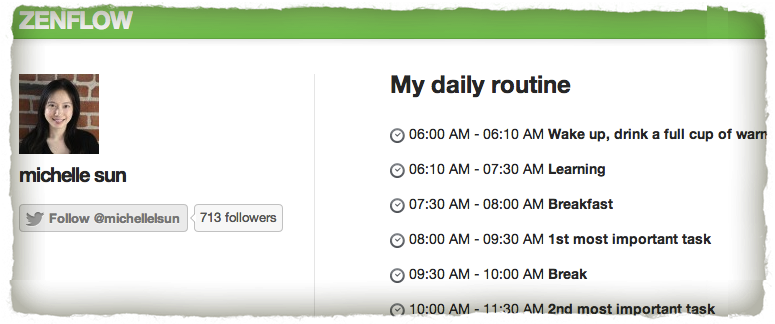 ZENFLOW
michelle sun
Follow @michellelsun
713 followers
My daily routine
06:00 AM - 06:10 AM Wake up, drink a full cup of warm
06:10 AM - 07:30 AM Learning
07:30 AM - 08:00 AM Breakfast
08:00 AM - 09:30 AM 1st most important task
09:30 AM - 10:00 AM Break
10:00 AM - 11:30 AM 2nd most important task